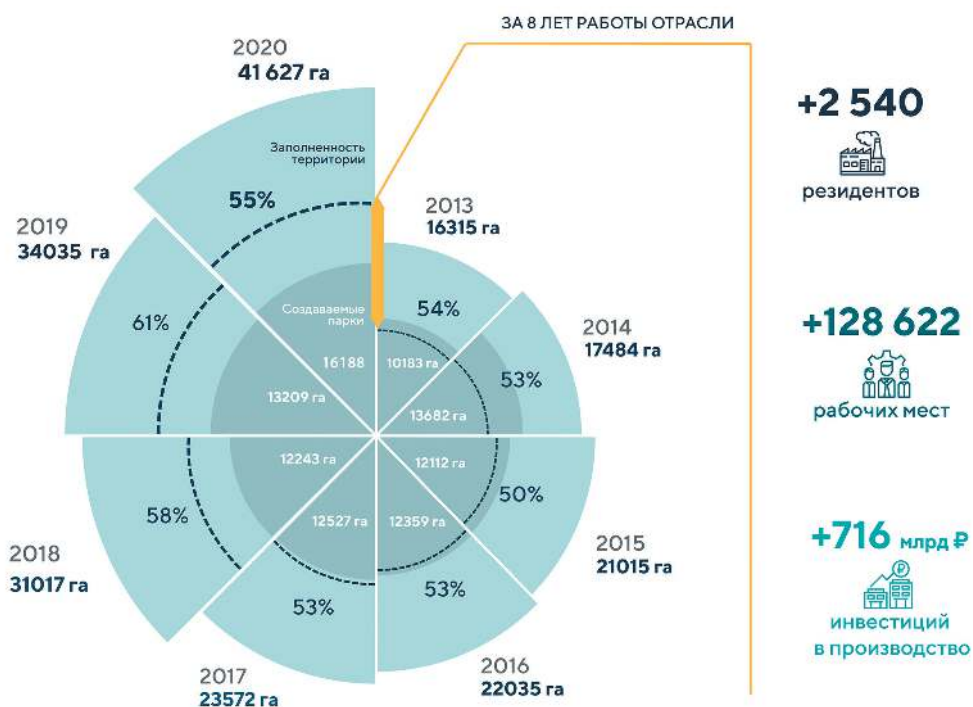 ЗА 8 ЛЕТ РАБОТЫ ОТРАСЛИ
2020
41 627 га
Заполненность
территории
55%
Создаваемые
парки
16188
2013
16315 га
54%
10183 га
2014
17484 га
53%
13682 га
2015
21015 га
50%
12112 га
2016
22035 га
53%
12359 га
2017
23572 га
53%
12527 га
2018
31017 га
58%
12243 га
2019
34035 га
61%
13209 га
+2 540
резидентов
+128 622
рабочих мест
+716 млрд ₽
₽
инвестиций
в производство